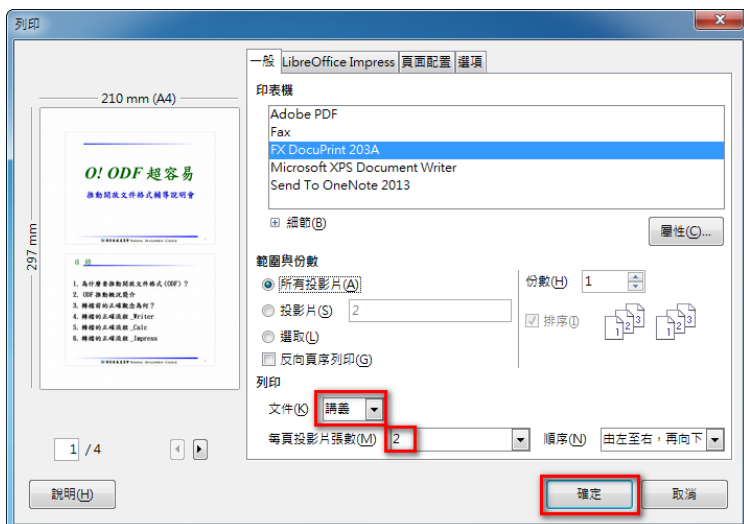 列印
一般 LibreOffice Impress 頁面配置 選項
210 mm (A4)
297 mm
O! ODF 超容易
推動開放文件格式輔導說明會
目 錄
1. 為什麼要推動開放文件格式(ODF)?
2. ODF推動概況簡介
3. 轉檔前的正確觀念為何?
4. 轉檔的正確流程_Writer
5. 轉檔的正確流程_Calc
6. 轉檔的正確流程_Impress
1 / 4
印表機
Adobe PDF
Fax
FX DocuPrint 203A
Microsoft XPS Document Writer
Send To OneNote 2013
細節(B)
屬性(C)...
範圍與份數
所有投影片(A)
投影片(S) 2
選取(L)
反向頁序列印(G)
份數(H) 1
排序(I)
1 2 3 1 2 3
列印
文件(K) 講義
每頁投影片張數(M) 2 順序(N) 由左至右，再向下
說明(H) 確定 取消